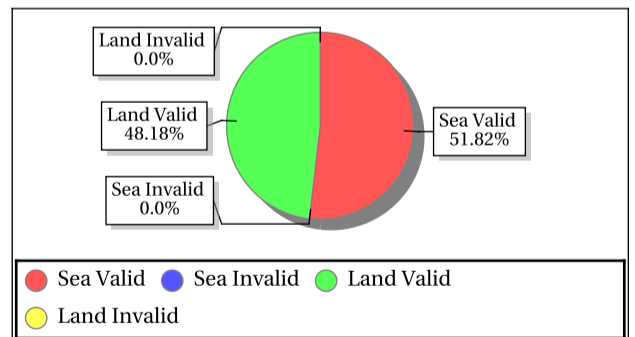 Land Invalid
0.0%
Land Valid
48.18%
Sea Valid
51.82%
Sea Invalid
0.0%
Sea Valid Sea Invalid Land Valid
Land Invalid